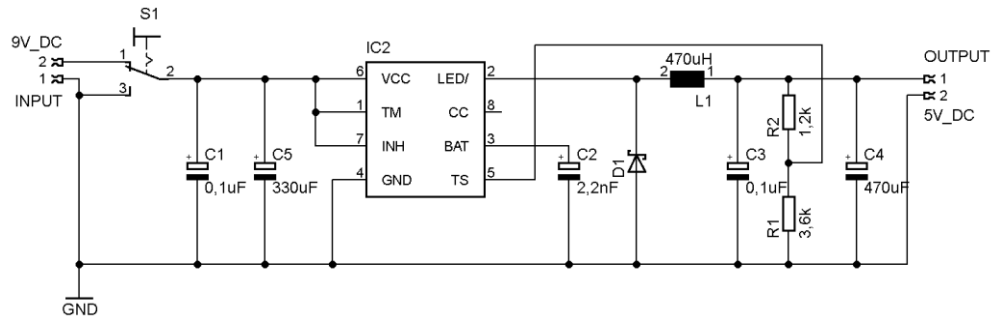 S1
9V_DC
2
1
INPUT
1
2
3
IC2
6 VCC LED/ 2
1 TM CC 8
7 INH BAT 3
4 GND TS 5
C1
0,1uF
C5
330uF
C2
2,2nF
D1
470uH
2 1
L1
C3
0,1uF
R2
1,2k
R1
3,6k
C4
470uF
OUTPUT
1
2
5V_DC
GND